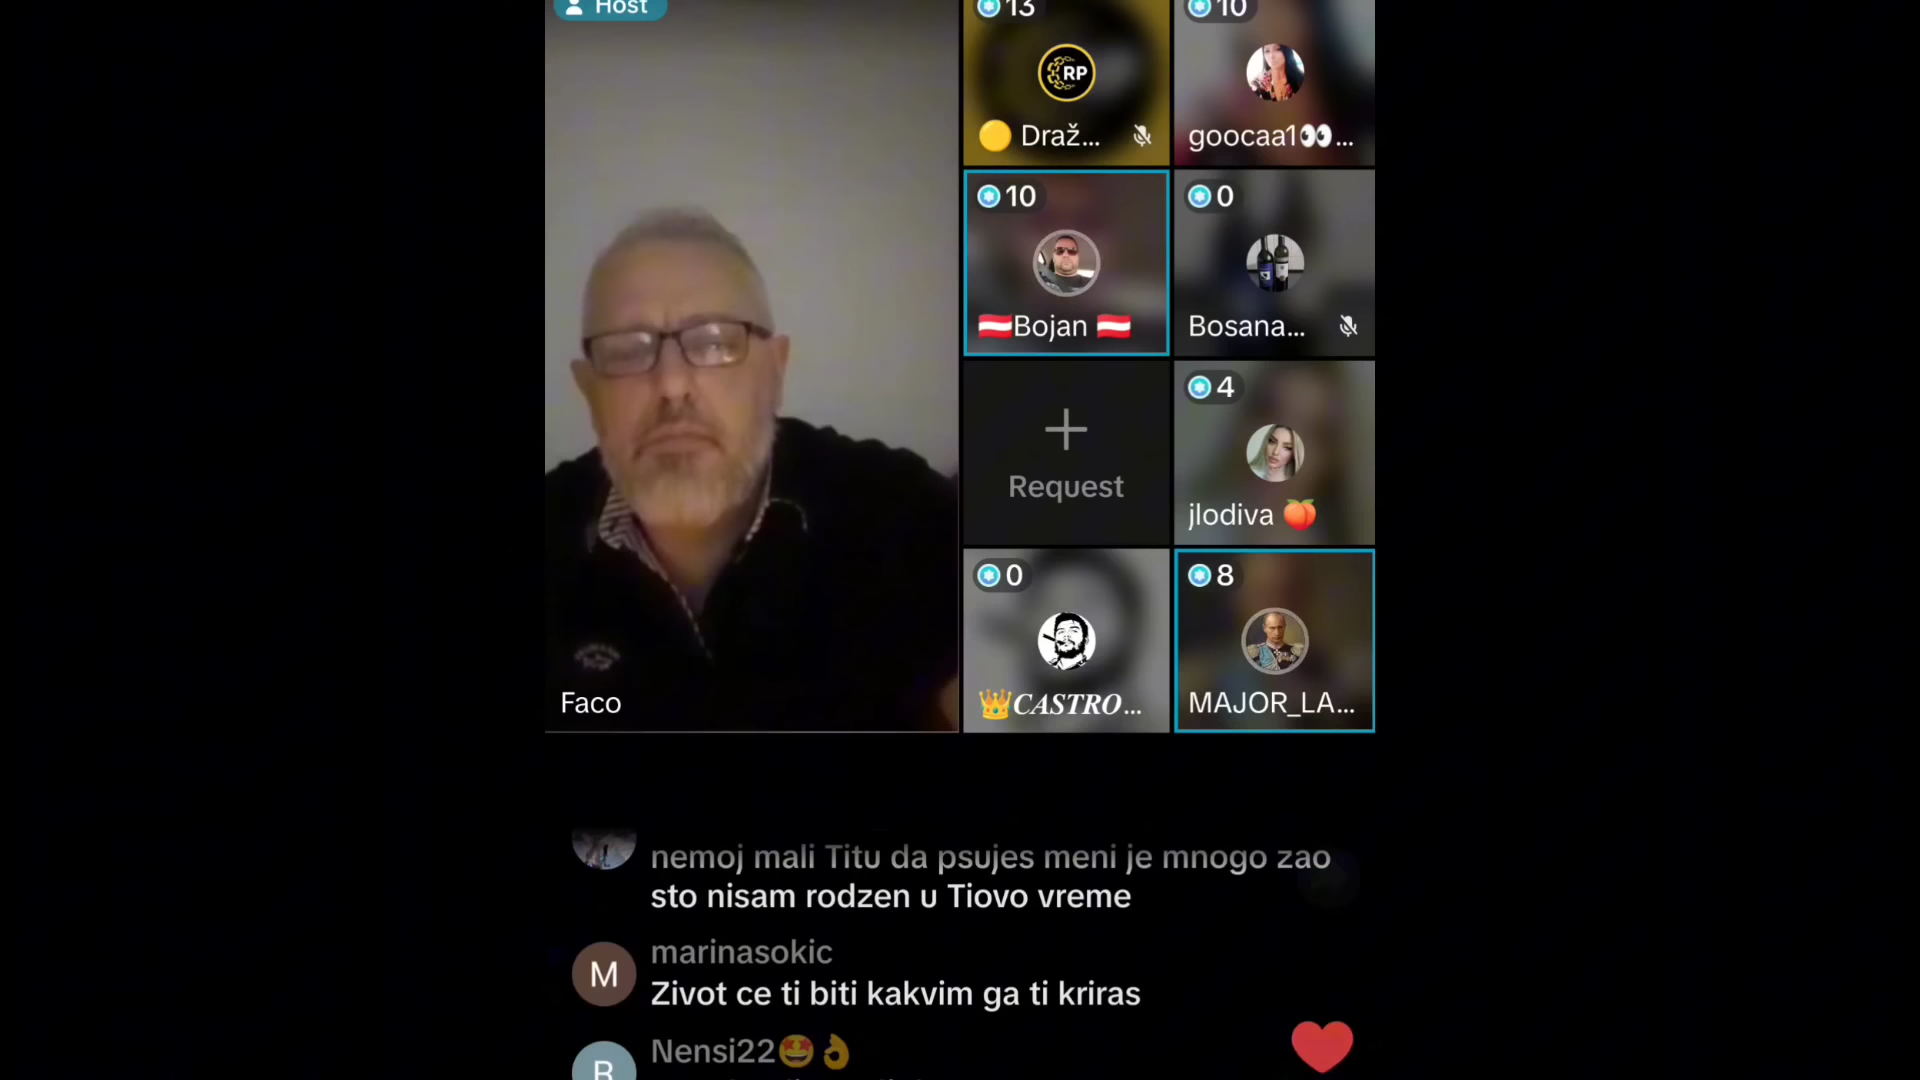 Host
13
10
RP
Draž...
goocaa1👀...
10
0
🇦🇹Bojan 🇦🇹
Bosana...
4
Request
jlodiva 🍑
0
8
Faco
👑CASTRO...
MAJOR_LA...
nemoj mali Titu da psujes meni je mnogo zao
sto nisam rodzen u Tiovo vreme
marinasokic
M
Zivot ce ti biti kakvim ga ti kriras
Nensi22🤩👌